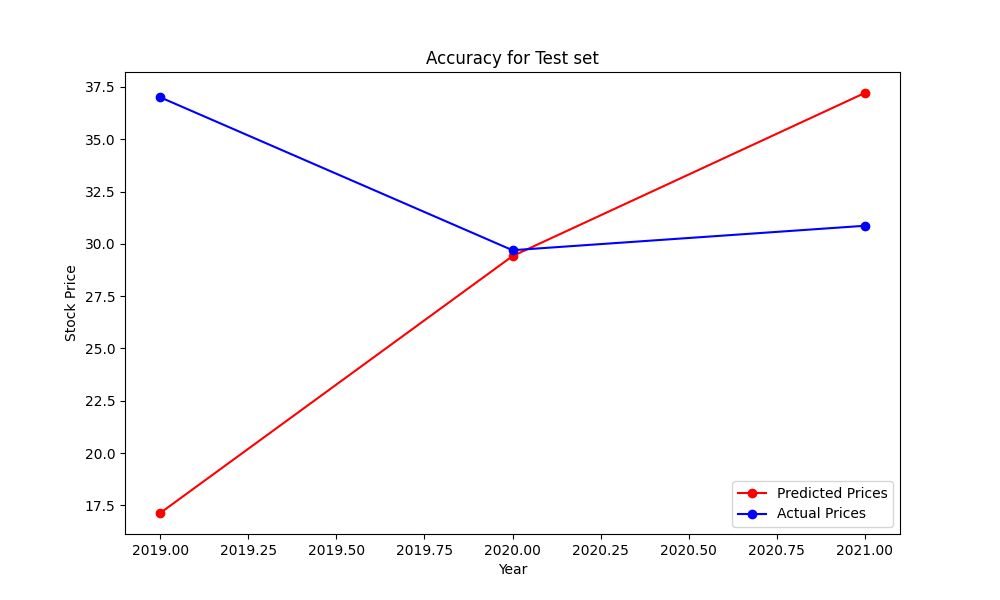 Accuracy for Test set
37.5
35.0
32.5
30.0
27.5
25.0
22.5
20.0
17.5
Stock Price
Predicted Prices
Actual Prices
2019.00 2019.25 2019.50 2019.75 2020.00 2020.25 2020.50 2020.75 2021.00
Year